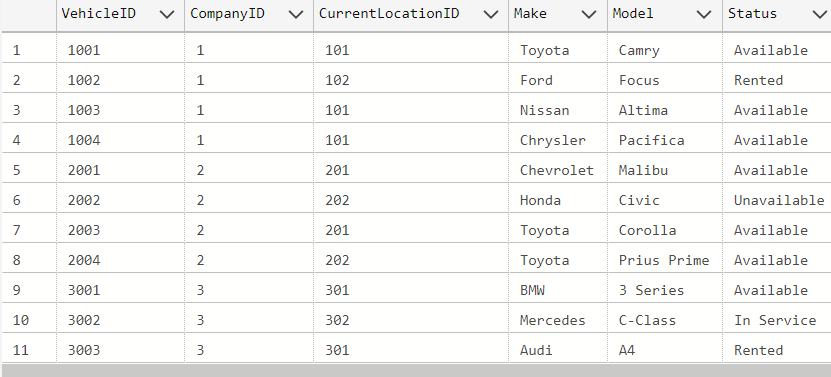 VehicleID CompanyID CurrentLocationID Make Model Status
1 1001 1 101 Toyota Camry Available
2 1002 1 102 Ford Focus Rented
3 1003 1 101 Nissan Altima Available
4 1004 1 101 Chrysler Pacifica Available
5 2001 2 201 Chevrolet Malibu Available
6 2002 2 202 Honda Civic Unavailable
7 2003 2 201 Toyota Corolla Available
8 2004 2 202 Toyota Prius Prime Available
9 3001 3 301 BMW 3 Series Available
10 3002 3 302 Mercedes C-Class In Service
11 3003 3 301 Audi A4 Rented